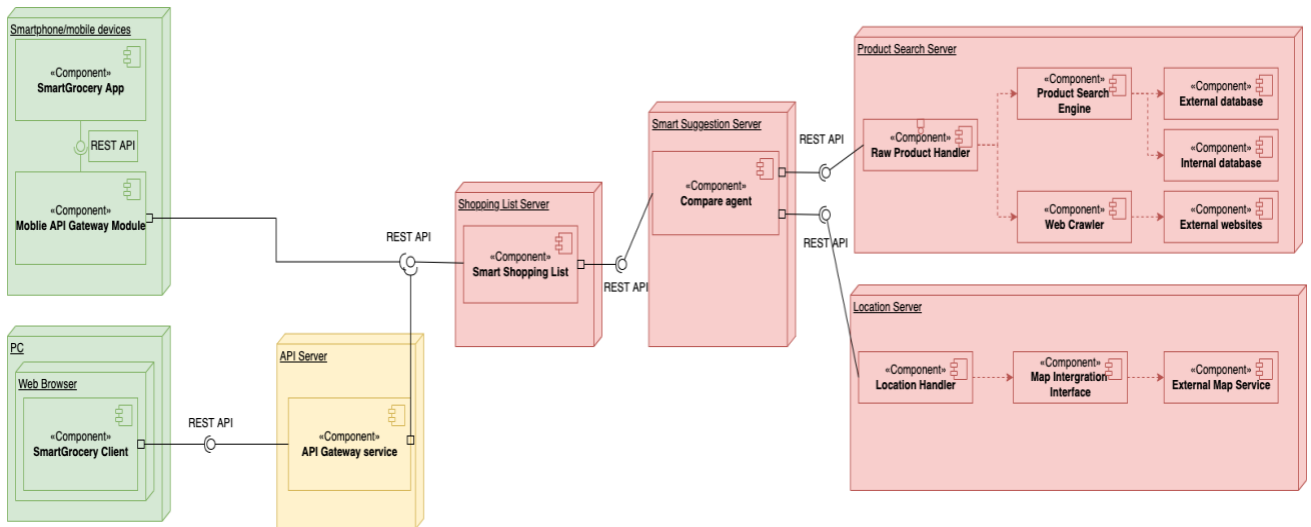 Smartphone/mobile devices
«Component»
SmartGrocery App
REST API
«Component»
Moblie API Gateway Module
PC
Web Browser
«Component»
SmartGrocery Client
REST API
API Server
«Component»
API Gateway service
REST API
Shopping List Server
«Component»
Smart Shopping List
REST API
Smart Suggestion Server
«Component»
Compare agent
REST API
REST API
Product Search Server
«Component»
Raw Product Handler
«Component»
Product Search
Engine
«Component»
Web Crawler
«Component»
External database
«Component»
Internal database
«Component»
External websites
Location Server
«Component»
Location Handler
«Component»
Map Intergration
Interface
«Component»
External Map Service